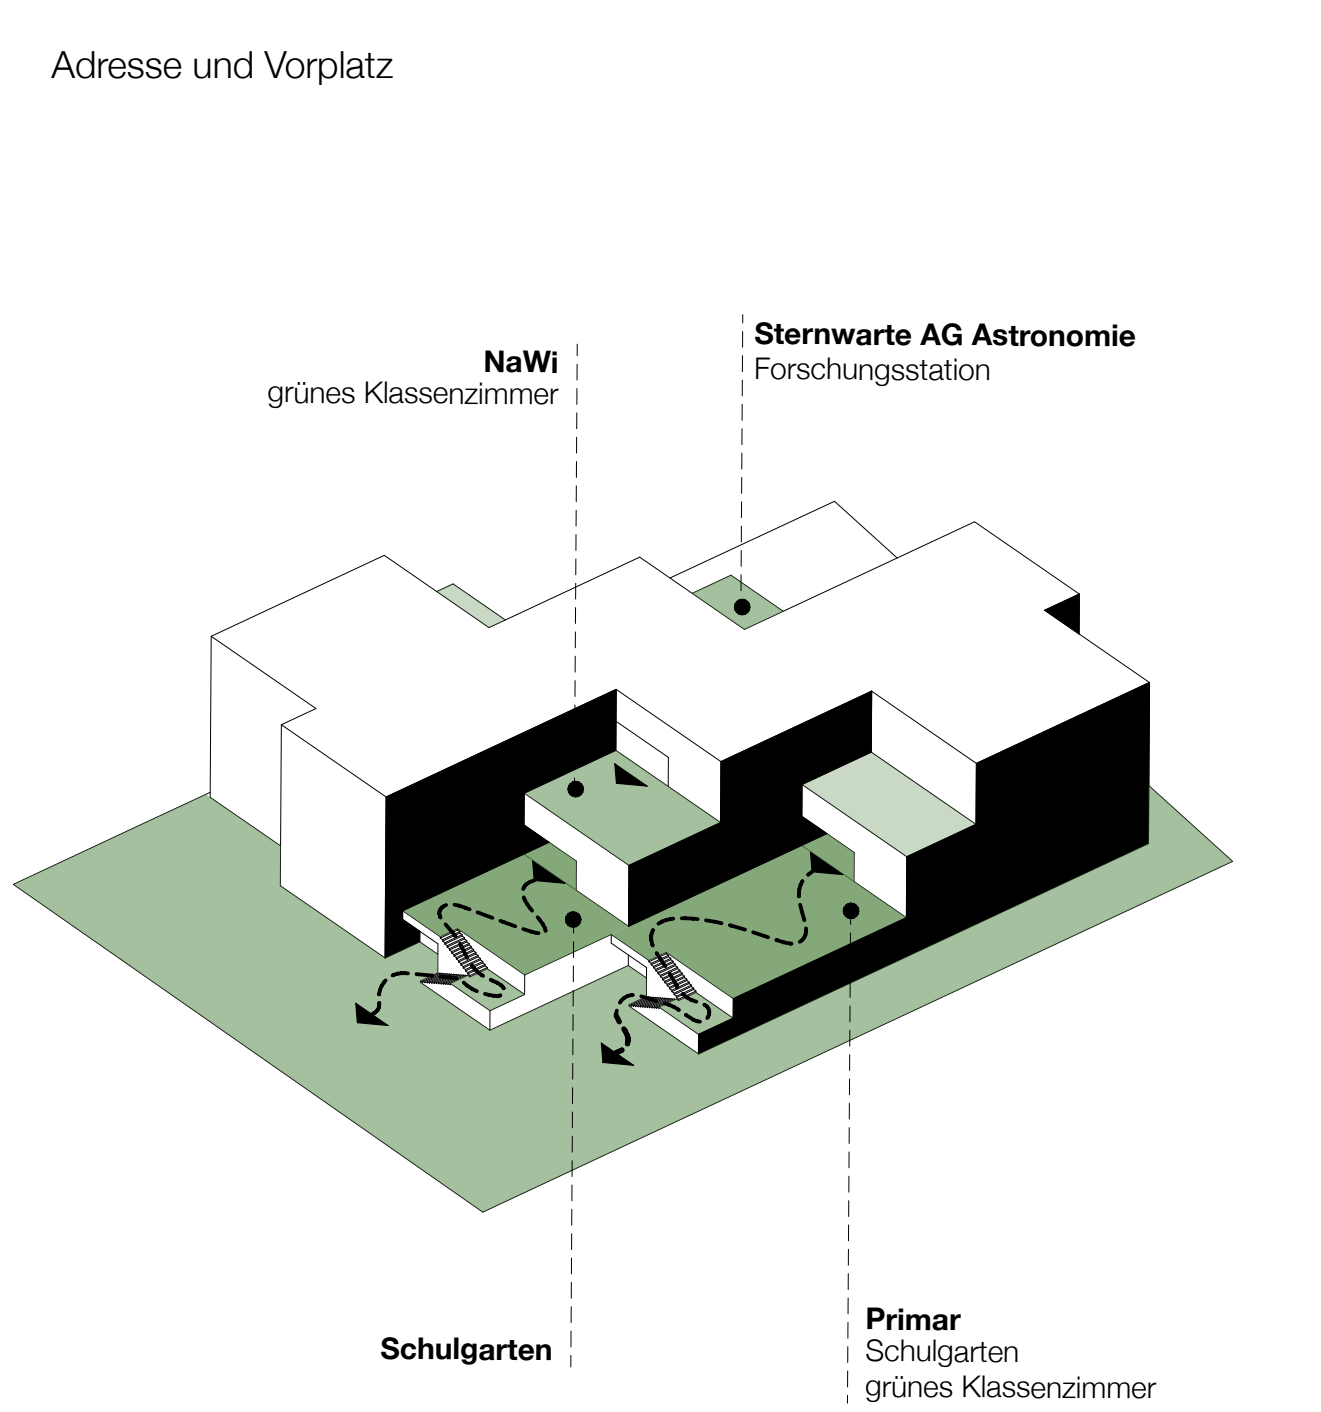 Adresse und Vorplatz
NaWi
grünes Klassenzimmer
Sternwarte AG Astronomie
Forschungsstation
Schulgarten
Primar
Schulgarten
grünes Klassenzimmer